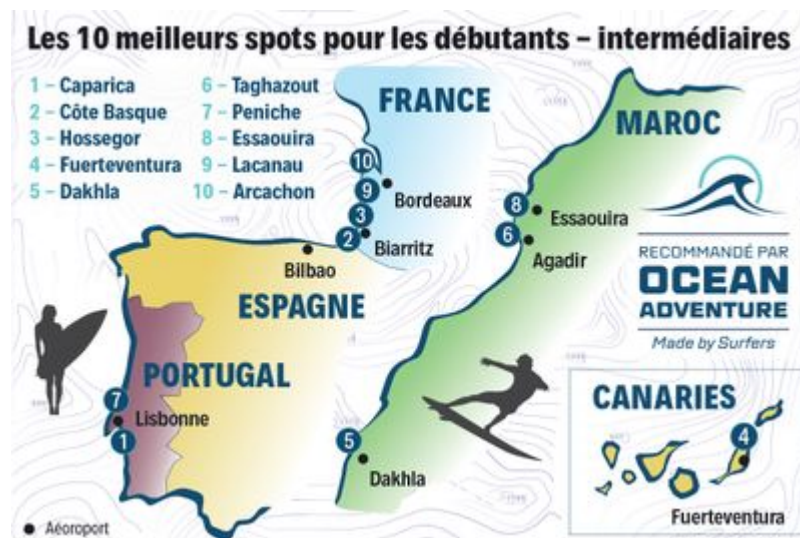 Les 10 meilleurs spots pour les débutants – intermédiaires
1 – Caparica
2 – Côte Basque
3 – Hossegor
4 – Fuerteventura
5 – Dakhla
6 – Taghazout
7 – Peniche
8 – Essaouira
9 – Lacanau
10 – Arcachon
FRANCE
10
9
Bordeaux
3
2
Biarritz
Bilbao
ESPAGNE
PORTUGAL
7
Lisbonne
1
MAROC
8
Essaouira
6
Agadir
5
Dakhla
RECOMMANDÉ PAR
OCEAN
ADVENTURE
Made by Surfers
CANARIES
4
Fuerteventura
Aéoroport